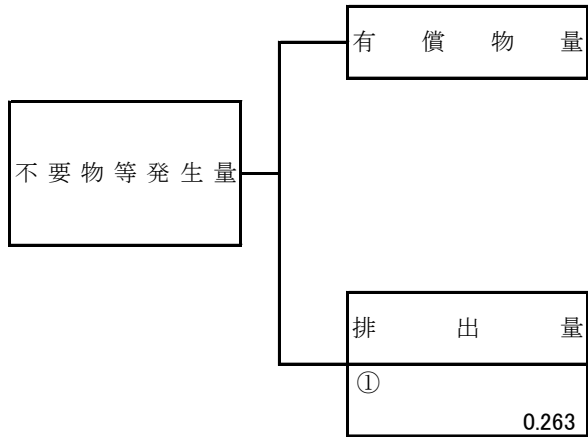 有償物量
不要物等発生量
排出量
①
0.263